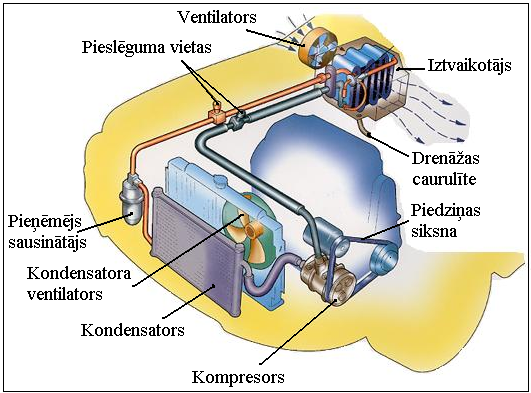 Ventilators
Pieslēguma vietas
Iztvaikotājs
Drenāžas
caurulīte
Piedziņas
siksna
Pieņēmējs
sausinātājs
Kondensatora
ventilators
Kondensators
Kompresors